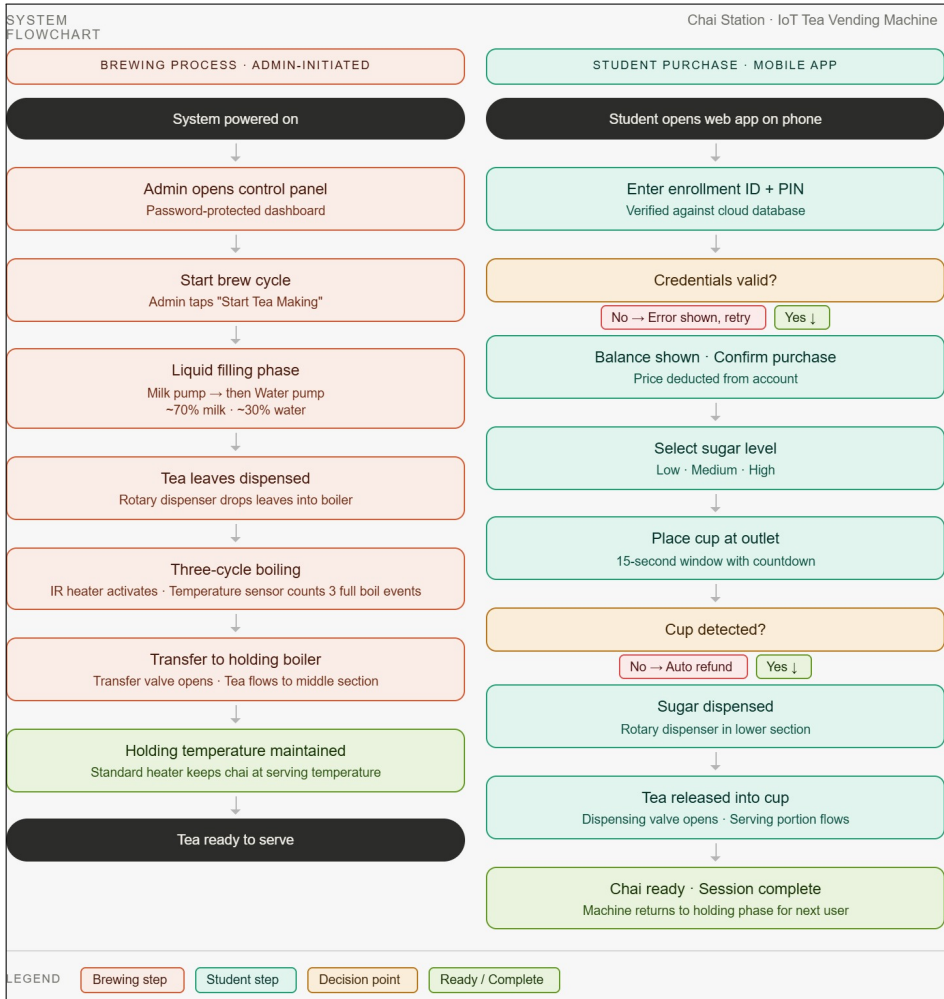 SYSTEM
FLOWCHART
Chai Station · IoT Tea Vending Machine
BREWING PROCESS · ADMIN-INITIATED
System powered on
Admin opens control panel
Password-protected dashboard
Start brew cycle
Admin taps "Start Tea Making"
Liquid filling phase
Milk pump → then Water pump
~70% milk · ~30% water
Tea leaves dispensed
Rotary dispenser drops leaves into boiler
Three-cycle boiling
IR heater activates · Temperature sensor counts 3 full boil events
Transfer to holding boiler
Transfer valve opens · Tea flows to middle section
Holding temperature maintained
Standard heater keeps chai at serving temperature
Tea ready to serve
STUDENT PURCHASE · MOBILE APP
Student opens web app on phone
Enter enrollment ID + PIN
Verified against cloud database
Credentials valid?
No → Error shown, retry
Yes ↓
Balance shown · Confirm purchase
Price deducted from account
Select sugar level
Low · Medium · High
Place cup at outlet
15-second window with countdown
Cup detected?
No → Auto refund
Yes ↓
Sugar dispensed
Rotary dispenser in lower section
Tea released into cup
Dispensing valve opens · Serving portion flows
Chai ready · Session complete
Machine returns to holding phase for next user
LEGEND
Brewing step
Student step
Decision point
Ready / Complete